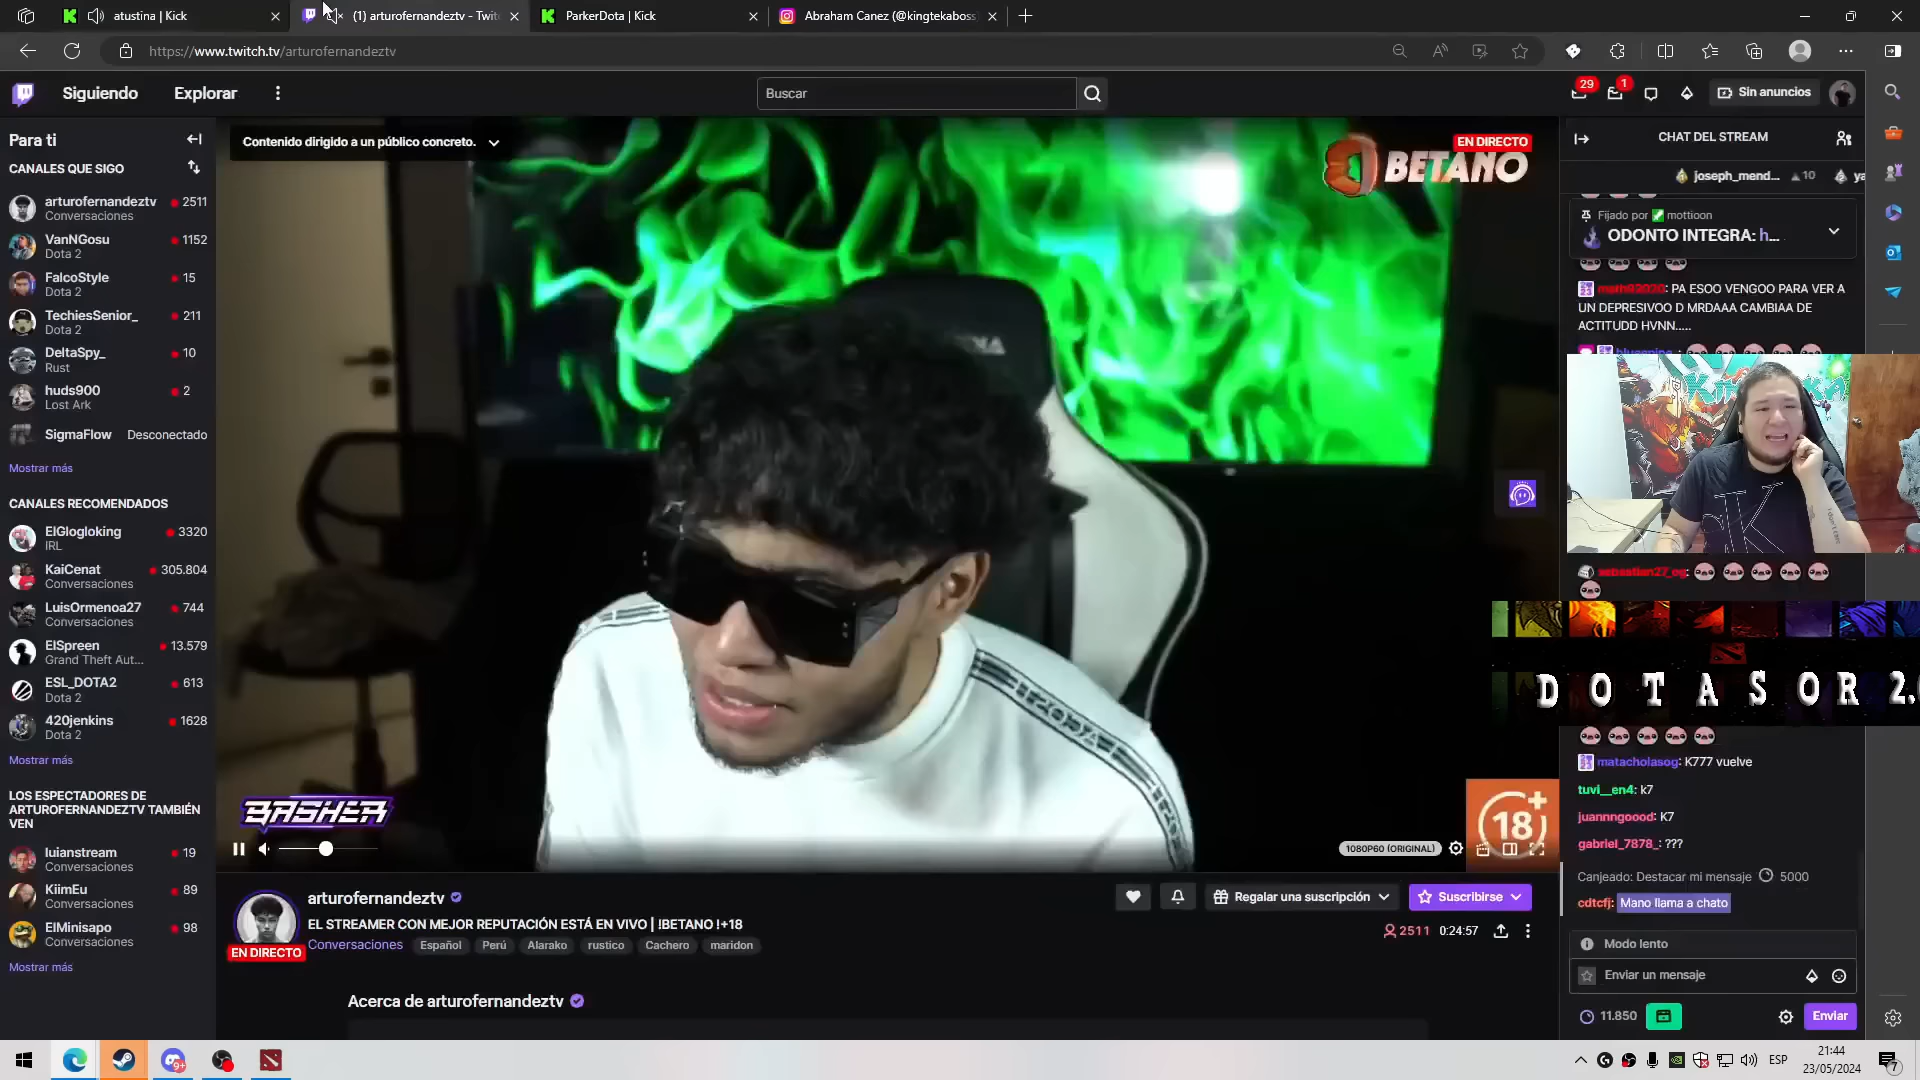 atustina | Kick
(1) arturofernandeztv - Twit
ParkerDota | Kick
Abraham Canez (@kingtekaboss
https://www.twitch.tv/arturofernandeztv
Siguiendo
Explorar
Buscar
29
1
Sin anuncios
Para ti
CANALES QUE SIGO
arturofernandeztv
2511
Conversaciones
VanNGosu
1152
Dota 2
FalcoStyle
15
Dota 2
TechiesSenior_
211
Dota 2
DeltaSpy_
10
Rust
huds900
2
Lost Ark
SigmaFlow
Desconectado
Mostrar más
CANALES RECOMENDADOS
ElGlogloking
3320
IRL
KaiCenat
305.804
Conversaciones
LuisOrmenoa27
744
Conversaciones
ElSpreen
13.579
Grand Theft Aut...
ESL_DOTA2
613
Dota 2
420jenkins
1628
Dota 2
Mostrar más
LOS ESPECTADORES DE
ARTUROFERNANDEZTV TAMBIÉN
VEN
luianstream
19
Conversaciones
KiimEu
89
Conversaciones
ElMinisapo
98
Conversaciones
Mostrar más
Contenido dirigido a un público concreto.
EN DIRECTO
BETANO
BASHER
1080P60 (ORIGINAL)
18+
arturofernandeztv
EL STREAMER CON MEJOR REPUTACIÓN ESTÁ EN VIVO | !BETANO !+18
Conversaciones
Español
Perú
Alarako
rustico
Cachero
maridon
EN DIRECTO
Regalar una suscripción
Suscribirse
2511
0:24:57
Acerca de arturofernandeztv
CHAT DEL STREAM
joseph_mend...
10
ya
Fijado por mottioon
ODONTO INTEGRA: h...
PA ESOO VENGOO PARA VER A
UN DEPRESIVOO D MRDAAA CAMBIAA DE
ACTITUDD HVNN.....
sebastian27_og:
DOTASOR 2.
matacholasog: K777 vuelve
tuvi__en4: k7
juannngoood: K7
gabriel_7878_: ???
Canjeado: Destacar mi mensaje
5000
cdtcfj: Mano llama a chato
Modo lento
Enviar un mensaje
11.850
Enviar
9+
ESP
21:44
23/05/2024
7